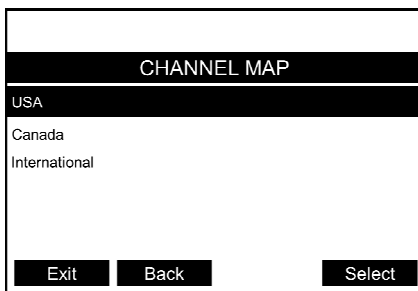 CHANNEL MAP
USA
Canada
International
Exit Back Select